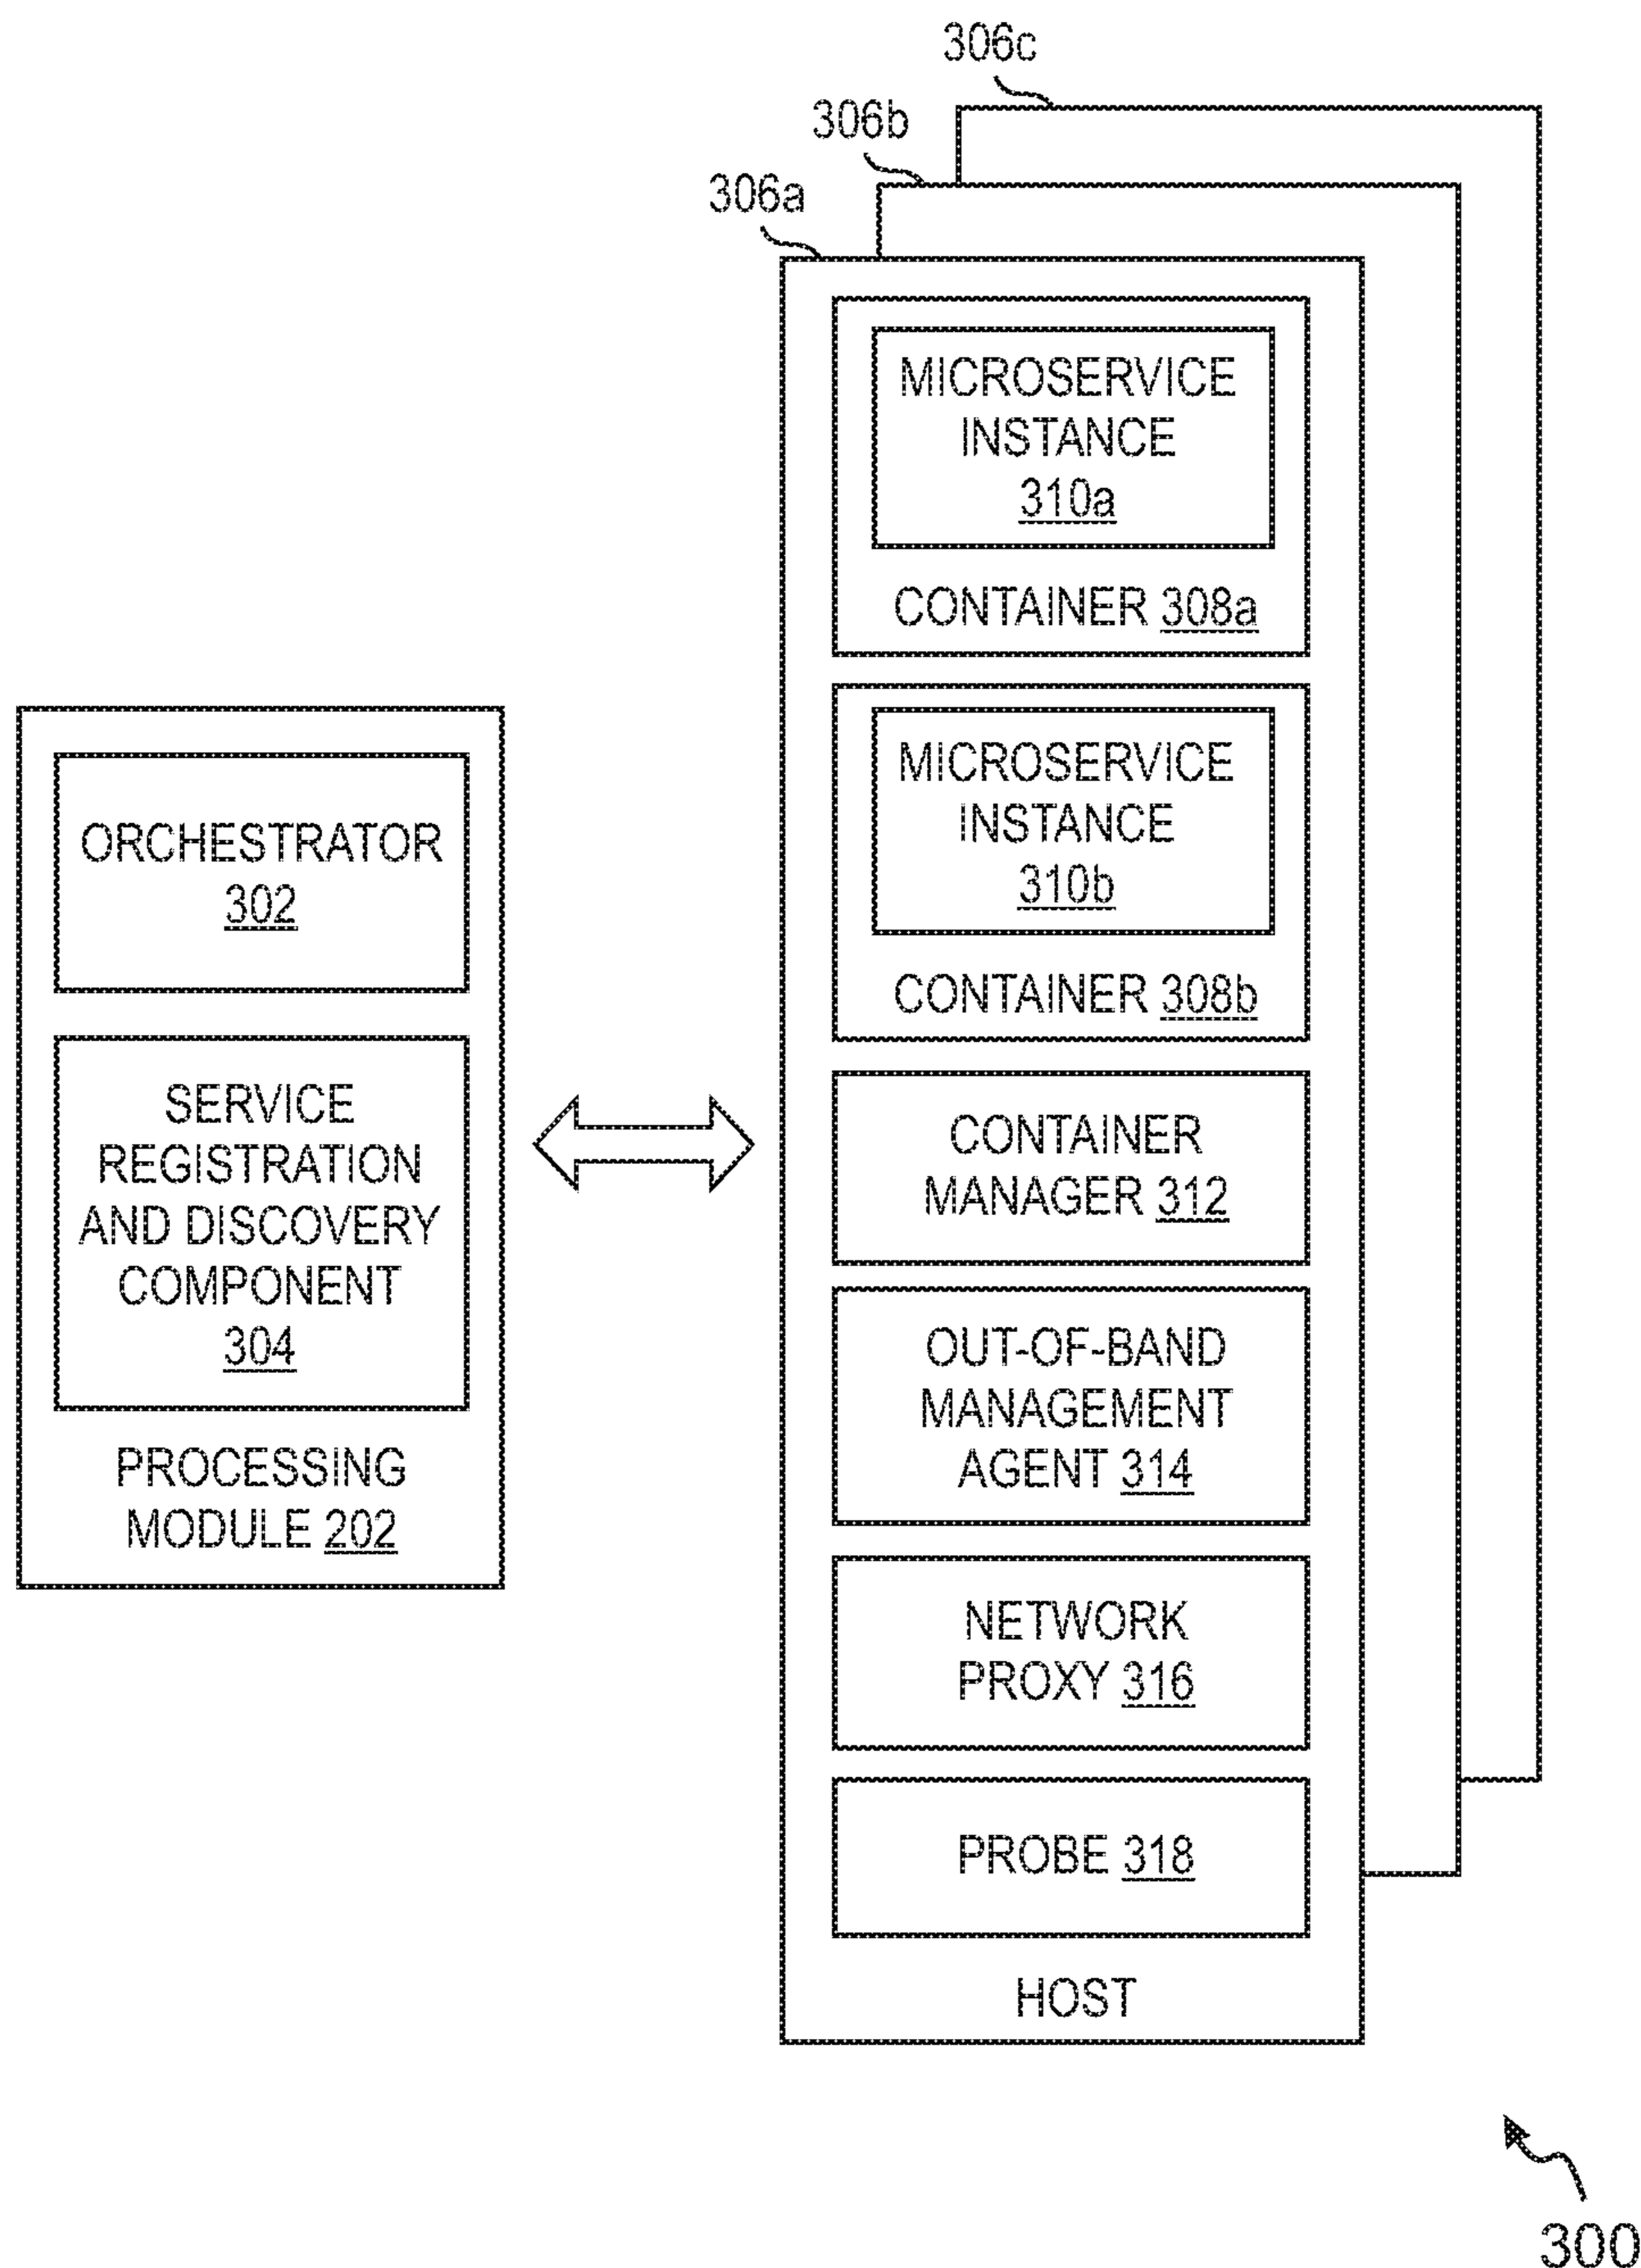 306c
306b
306a
MICROSERVICE
INSTANCE
310a
CONTAINER 308a
MICROSERVICE
INSTANCE
310b
CONTAINER 308b
CONTAINER
MANAGER 312
OUT-OF-BAND
MANAGEMENT
AGENT 314
NETWORK
PROXY 316
PROBE 318
HOST
ORCHESTRATOR
302
SERVICE
REGISTRATION
AND DISCOVERY
COMPONENT
304
PROCESSING
MODULE 202
300